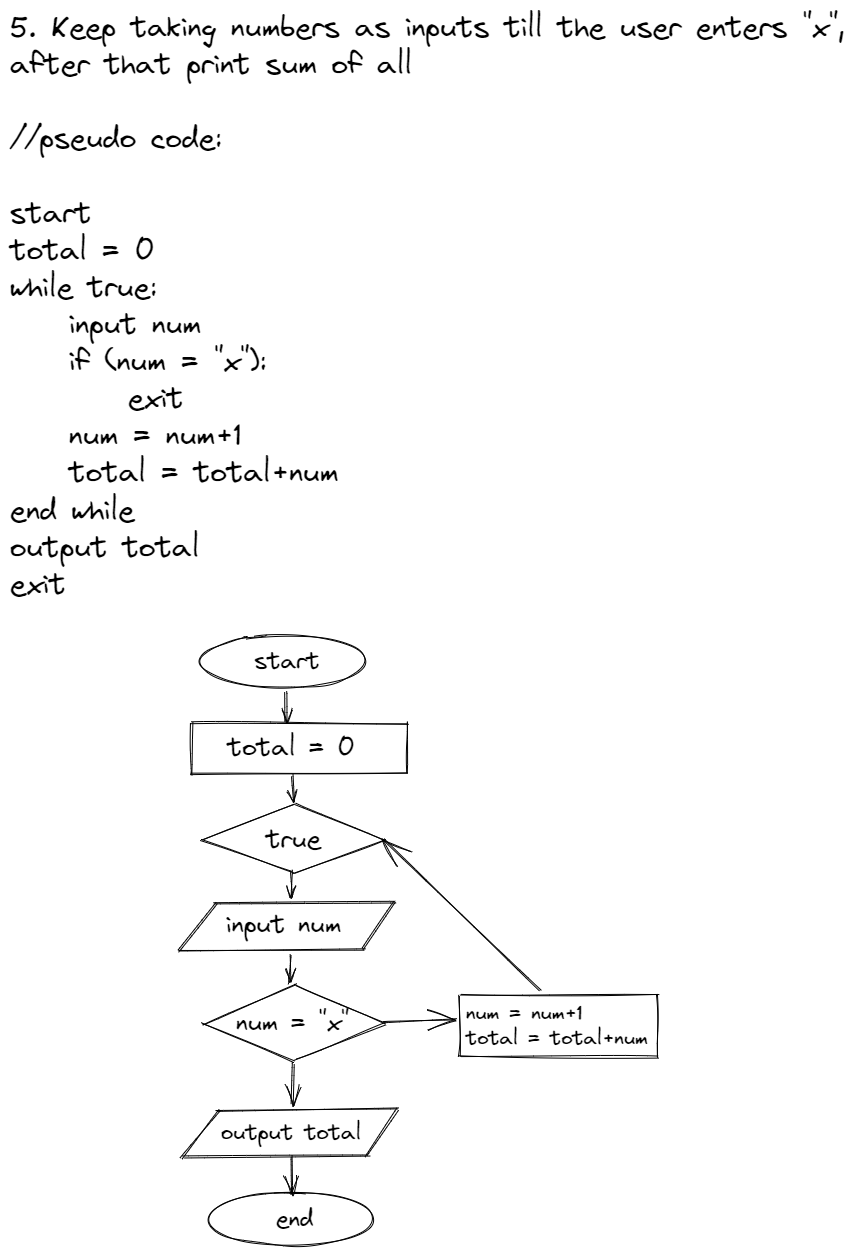 5. Keep taking numbers as inputs till the user enters "x",
after that print sum of all
//pseudo code:
start
total = 0
while true:
input num
if (num = "x"):
exit
num = num+1
total = total+num
end while
output total
exit
start
total = 0
true
input num
num = "x"
num = num+1
total = total+num
output total
end